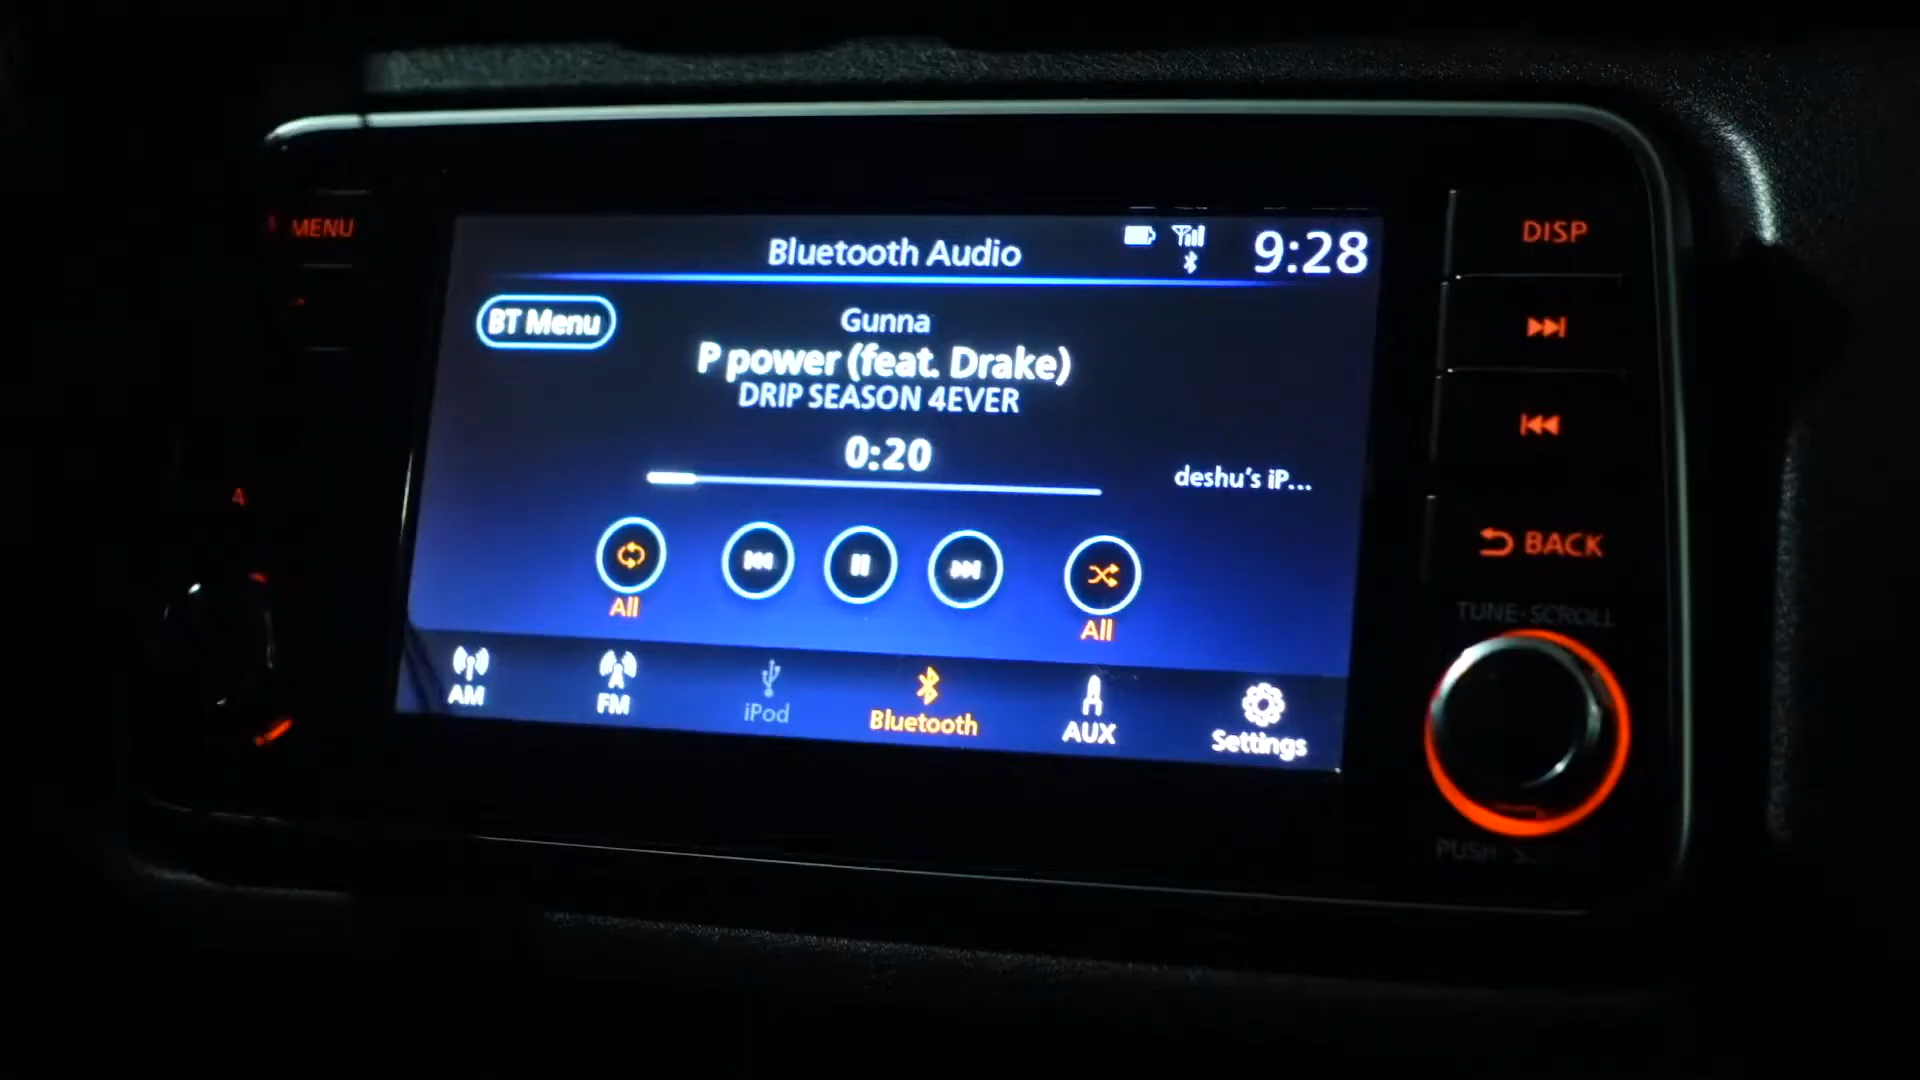 MENU
A
Bluetooth Audio
9:28
BT Menu
Gunna
P power (feat. Drake)
DRIP SEASON 4EVER
0:20
deshu's iP...
All
All
AM
FM
iPod
Bluetooth
AUX
Settings
DISP
BACK
TUNE·SCROLL
PUSH